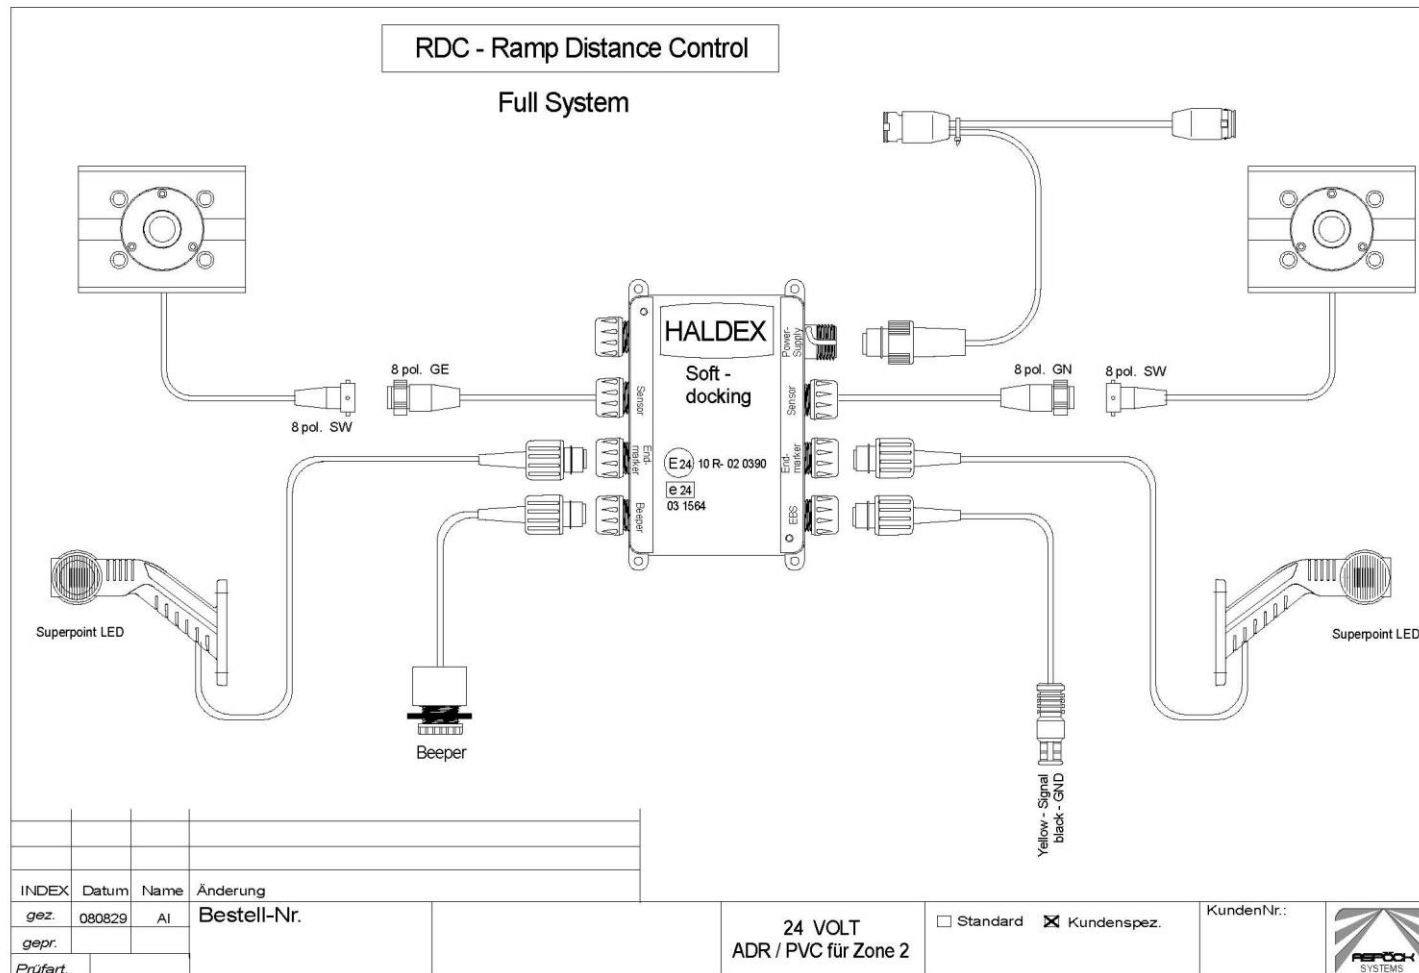 RDC - Ramp Distance Control
Full System
HALDEX
Soft -
docking
Power-
Supply
Sensor
Sensor
End-
marker
End-
marker
Beeper
EBS
E 24 10 R- 02 0390
e 24
03 1564
8 pol. SW
8 pol. GE
8 pol. GN
8 pol. SW
Superpoint LED
Superpoint LED
Beeper
Yellow - Signal
black - GND
INDEX Datum Name Änderung
gez. 080829 AI Bestell-Nr.
gepr.
Prüfart.
24 VOLT
ADR / PVC für Zone 2
Standard Kundenspez.
KundenNr.:
ASPÖCK
SYSTEMS